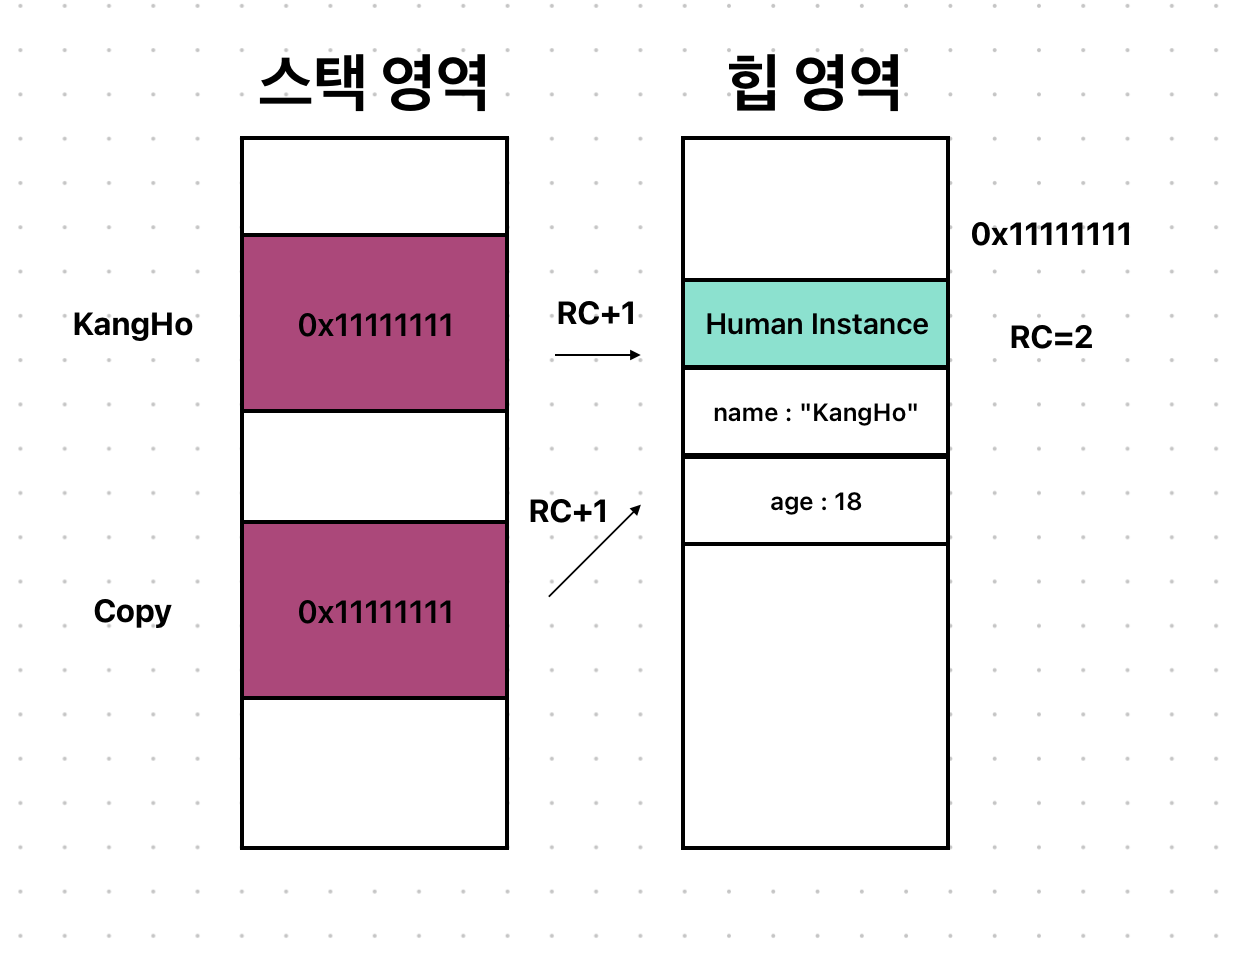 스택 영역
힙 영역
0x11111111
KangHo
0x11111111
RC+1
Human Instance
RC=2
name : "KangHo"
RC+1
age : 18
Copy
0x11111111